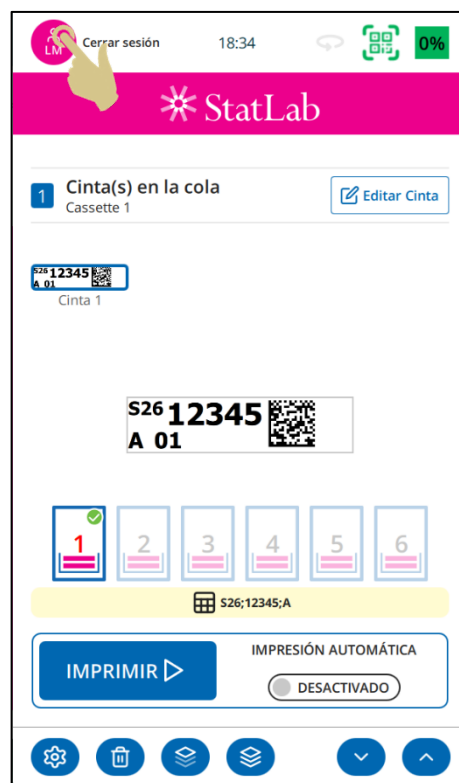 LM Cerrar sesión 18:34 0%
StatLab
1 Cinta(s) en la cola
Cassette 1
Editar Cinta
S26 12345
A 01
Cinta 1
S26 12345
A 01
1 2 3 4 5 6
S26;12345;A
IMPRIMIR
IMPRESIÓN AUTOMÁTICA
DESACTIVADO